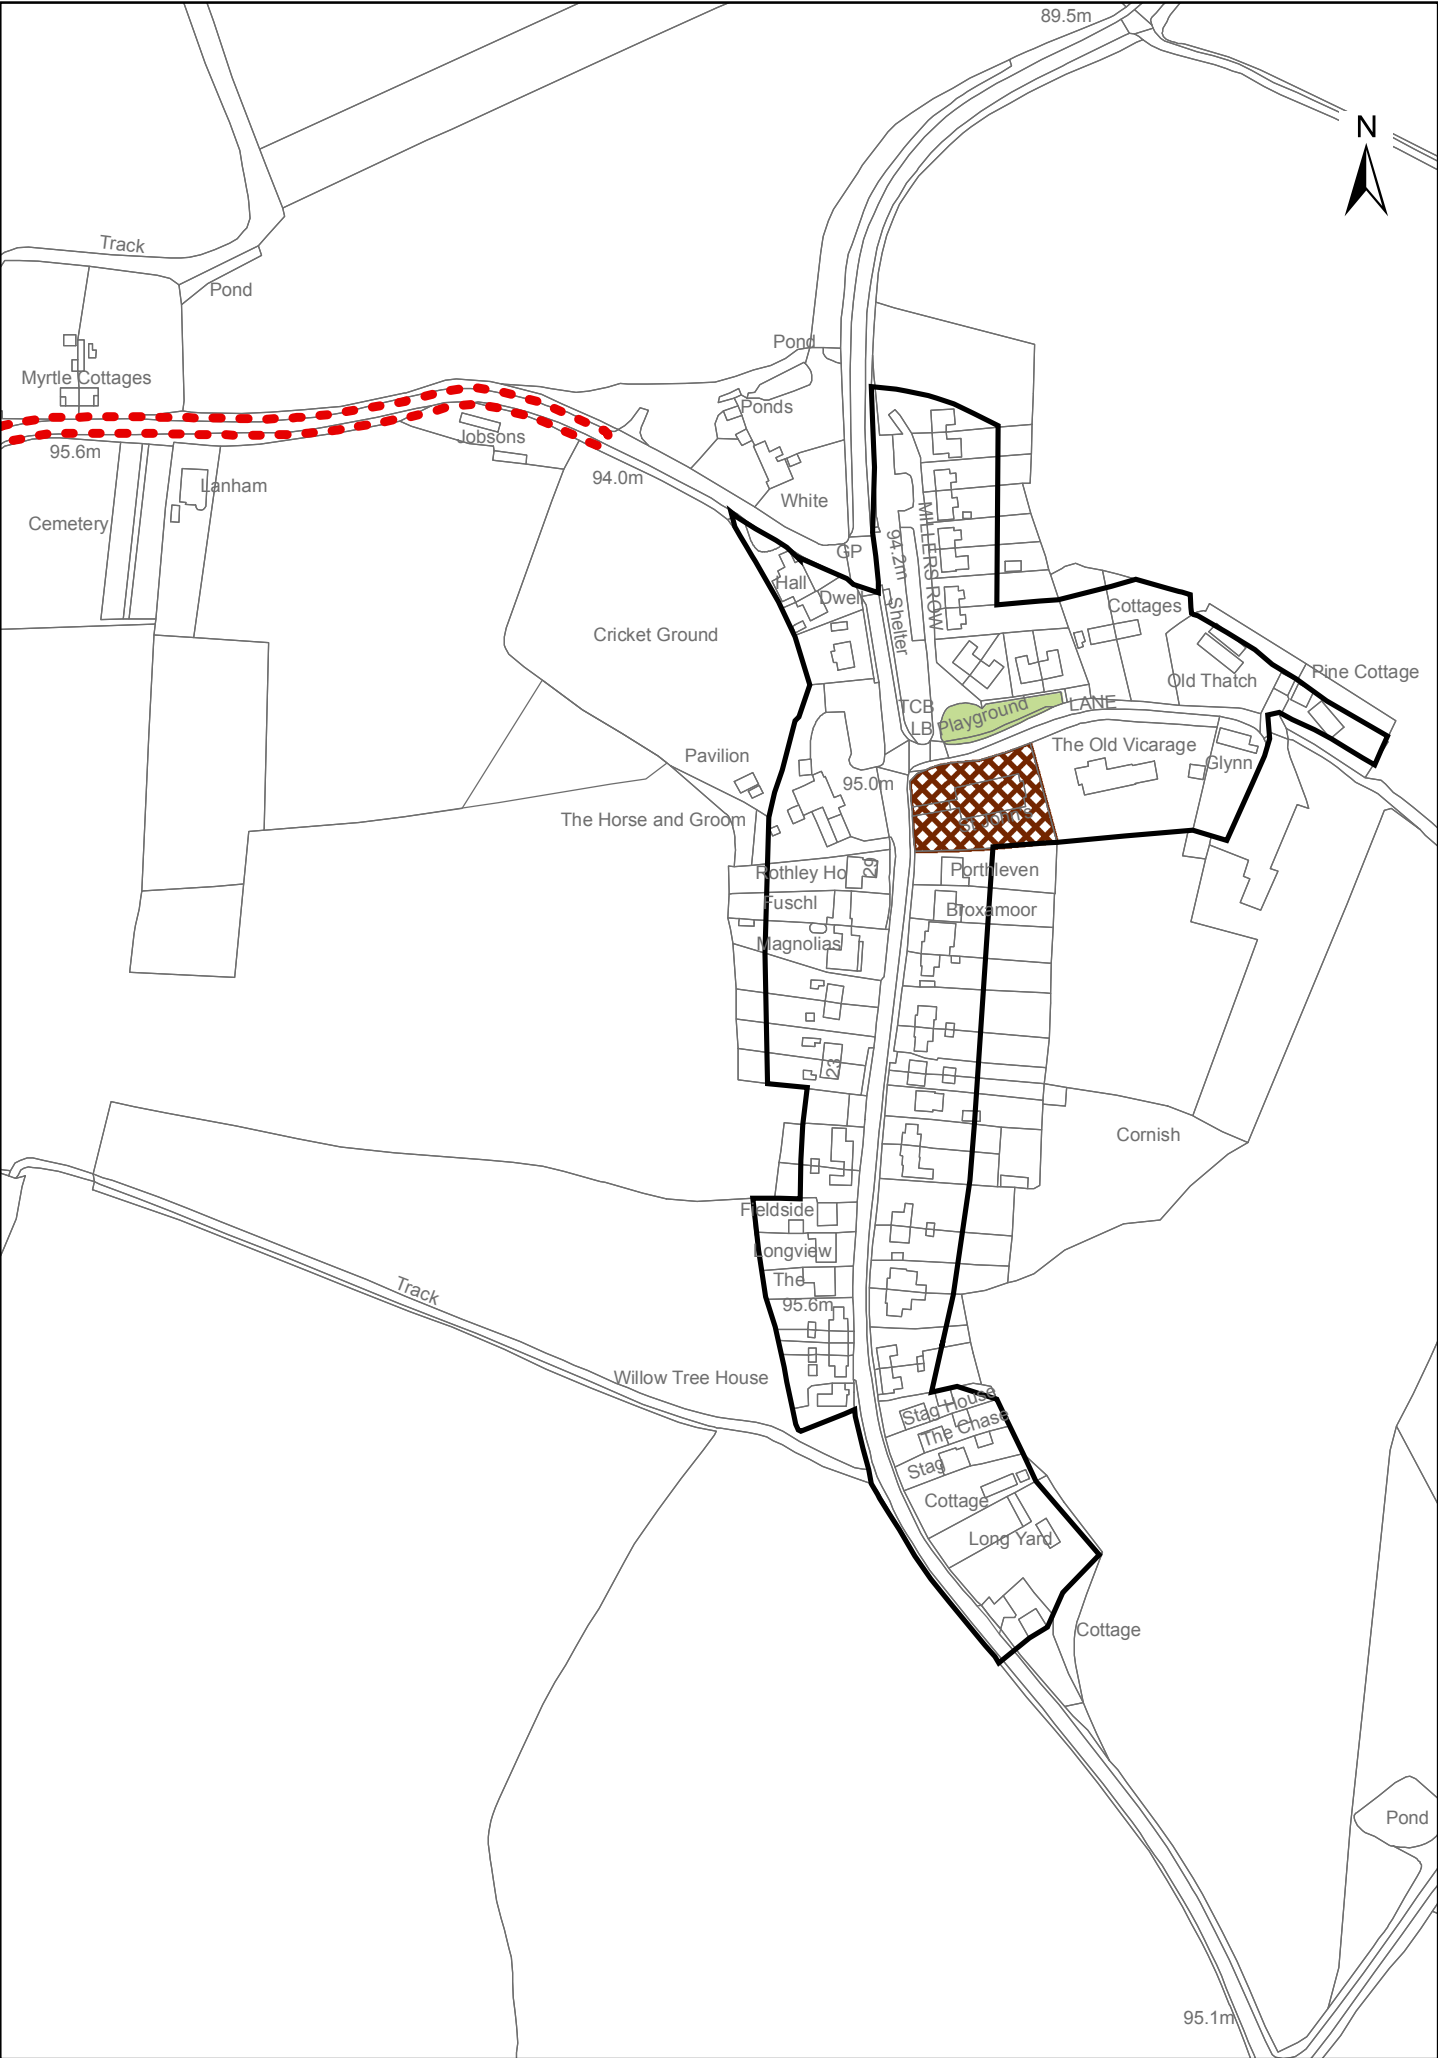 89.5m
N
Track
Pond
Pond
Myrtle Cottages
Ponds
Jobsons
95.6m
94.0m
Lanham
White
MILLERS ROW
Cemetery
94.2m
GP
Hall
Dwell
Shelter
Cottages
Cricket Ground
Old Thatch
Pine Cottage
TCB
LB
Playground
LANE
The Old Vicarage
Pavilion
Glynn
95.0m
The Horse and Groom
St John's
29
Rothley Ho
Porthleven
Fuschl
Broxamoor
Magnolias
23
Cornish
Fieldside
Longview
The
95.6m
Track
Willow Tree House
Stag House
The Chase
Stag
Cottage
Long Yard
Cottage
Pond
95.1m